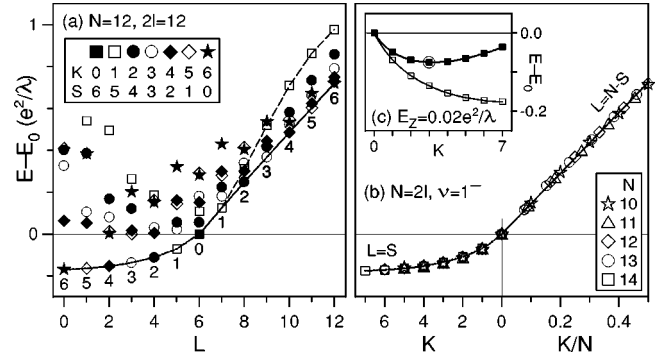 (a) N=12, 2l=12
K 0 1 2 3 4 5 6
S 6 5 4 3 2 1 0
1
0
E–E₀ (e²/λ)
6 5 4 3 2 1 0 1 2 3 4 5 6
0 2 4 6 8 10 12
L
(c) E_Z=0.02e²/λ
0.0
-0.2
E–E₀
0 K 7
L=N-S
(b) N=2l, ν=1⁻
L=S
N
10
11
12
13
14
6 4 2 0 0.2 0.4
K K/N